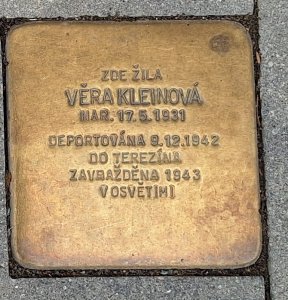 ZDE ŽILA
VĚRA KLEINOVÁ
NAR. 17.5.1931
DEPORTOVÁNA 8.12.1942
DO TEREZÍNA
ZAVRAŽDĚNA 1943
V OSVĚTIMI